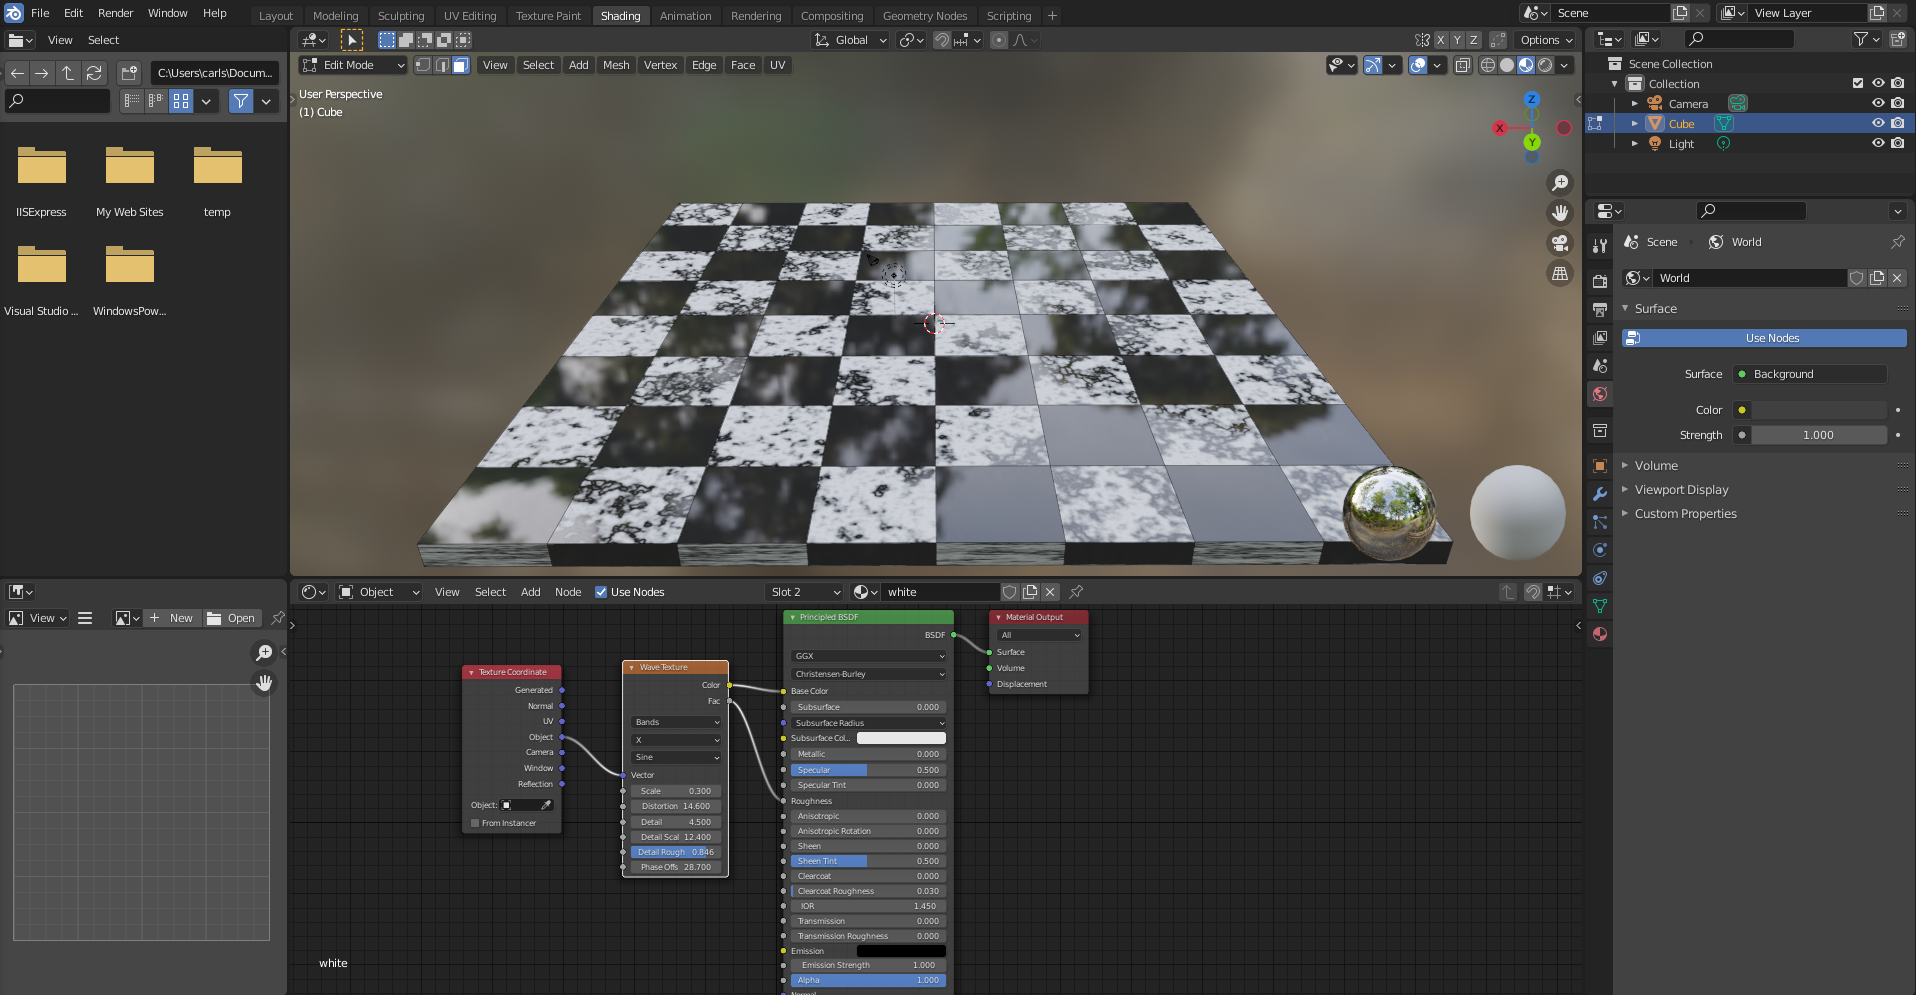 File Edit Render Window Help
Layout Modeling Sculpting UV Editing Texture Paint Shading Animation Rendering Compositing Geometry Nodes Scripting +
Scene
View Layer
View Select
Global
X Y Z
Options
C:\Users\carls\Docum...
Edit Mode
View Select Add Mesh Vertex Edge Face UV
User Perspective
(1) Cube
Z
X
Y
IISExpress
My Web Sites
temp
Visual Studio ...
WindowsPow...
Scene Collection
Collection
Camera
Cube
Light
Scene
World
World
Surface
Use Nodes
Surface
Background
Color
Strength
1.000
Volume
Viewport Display
Custom Properties
View
New
Open
Object
View Select Add Node
Use Nodes
Slot 2
white
Texture Coordinate
Generated
Normal
UV
Object
Camera
Window
Reflection
Object:
From Instancer
Wave Texture
Color
Fac
Bands
X
Sine
Vector
Scale 0.300
Distortion 14.600
Detail 4.500
Detail Scal 12.400
Detail Rough 0.846
Phase Offs 28.700
Principled BSDF
BSDF
GGX
Christensen-Burley
Base Color
Subsurface 0.000
Subsurface Radius
Subsurface Col...
Metallic 0.000
Specular 0.500
Specular Tint 0.000
Roughness
Anisotropic 0.000
Anisotropic Rotation 0.000
Sheen 0.000
Sheen Tint 0.500
Clearcoat 0.000
Clearcoat Roughness 0.030
IOR 1.450
Transmission 0.000
Transmission Roughness 0.000
Emission
Emission Strength 1.000
Alpha 1.000
Normal
Material Output
All
Surface
Volume
Displacement
white